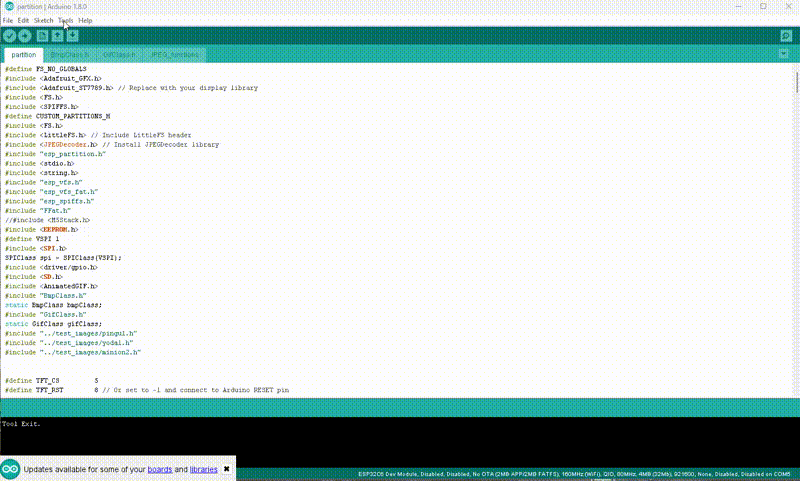 partition | Arduino 1.8.0
File Edit Sketch Tools Help
partition BmpClass.h GifClass.h JPEG_functions
#define FS_NO_GLOBALS
#include <Adafruit_GFX.h>
#include <Adafruit_ST7789.h> // Replace with your display library
#include <FS.h>
#include <SPIFFS.h>
#define CUSTOM_PARTITIONS_H
#include <FS.h>
#include <LittleFS.h> // Include LittleFS header
#include <JPEGDecoder.h> // Install JPEGDecoder library
#include "esp_partition.h"
#include <stdio.h>
#include <string.h>
#include "esp_vfs.h"
#include "esp_vfs_fat.h"
#include "esp_spiffs.h"
#include "FFat.h"
//#include <M5Stack.h>
#include <EEPROM.h>
#define VSPI 1
#include <SPI.h>
SPIClass spi = SPIClass(VSPI);
#include <driver/gpio.h>
#include <SD.h>
#include <AnimatedGIF.h>
#include "BmpClass.h"
static BmpClass bmpClass;
#include "GifClass.h"
static GifClass gifClass;
#include "../test_images/pingu1.h"
#include "../test_images/yoda1.h"
#include "../test_images/minion2.h"
#define TFT_CS 5
#define TFT_RST 8 // Or set to -1 and connect to Arduino RESET pin
Tool Exit.
Updates available for some of your boards and libraries
ESP32C6 Dev Module, Disabled, Disabled, No OTA (2MB APP/2MB FATFS), 160MHz (WiFi), QIO, 80MHz, 4MB (32Mb), 921600, None, Disabled, Disabled on COM5